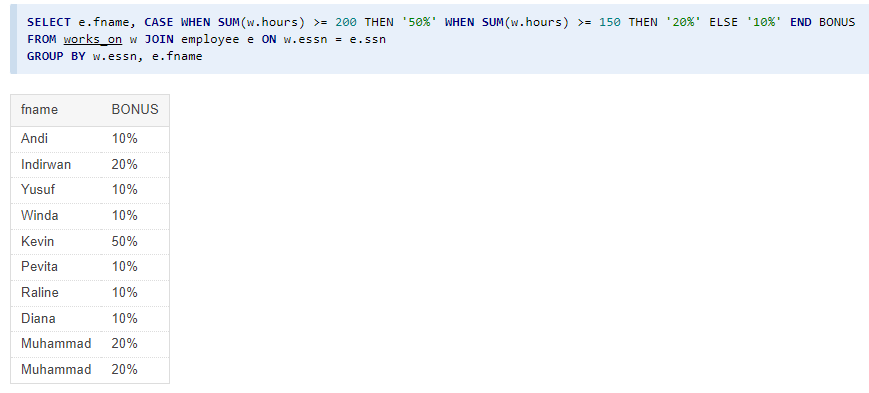 SELECT e.fname, CASE WHEN SUM(w.hours) >= 200 THEN '50%' WHEN SUM(w.hours) >= 150 THEN '20%' ELSE '10%' END BONUS
FROM works_on w JOIN employee e ON w.essn = e.ssn
GROUP BY w.essn, e.fname
fname BONUS
Andi 10%
Indirwan 20%
Yusuf 10%
Winda 10%
Kevin 50%
Pevita 10%
Raline 10%
Diana 10%
Muhammad 20%
Muhammad 20%